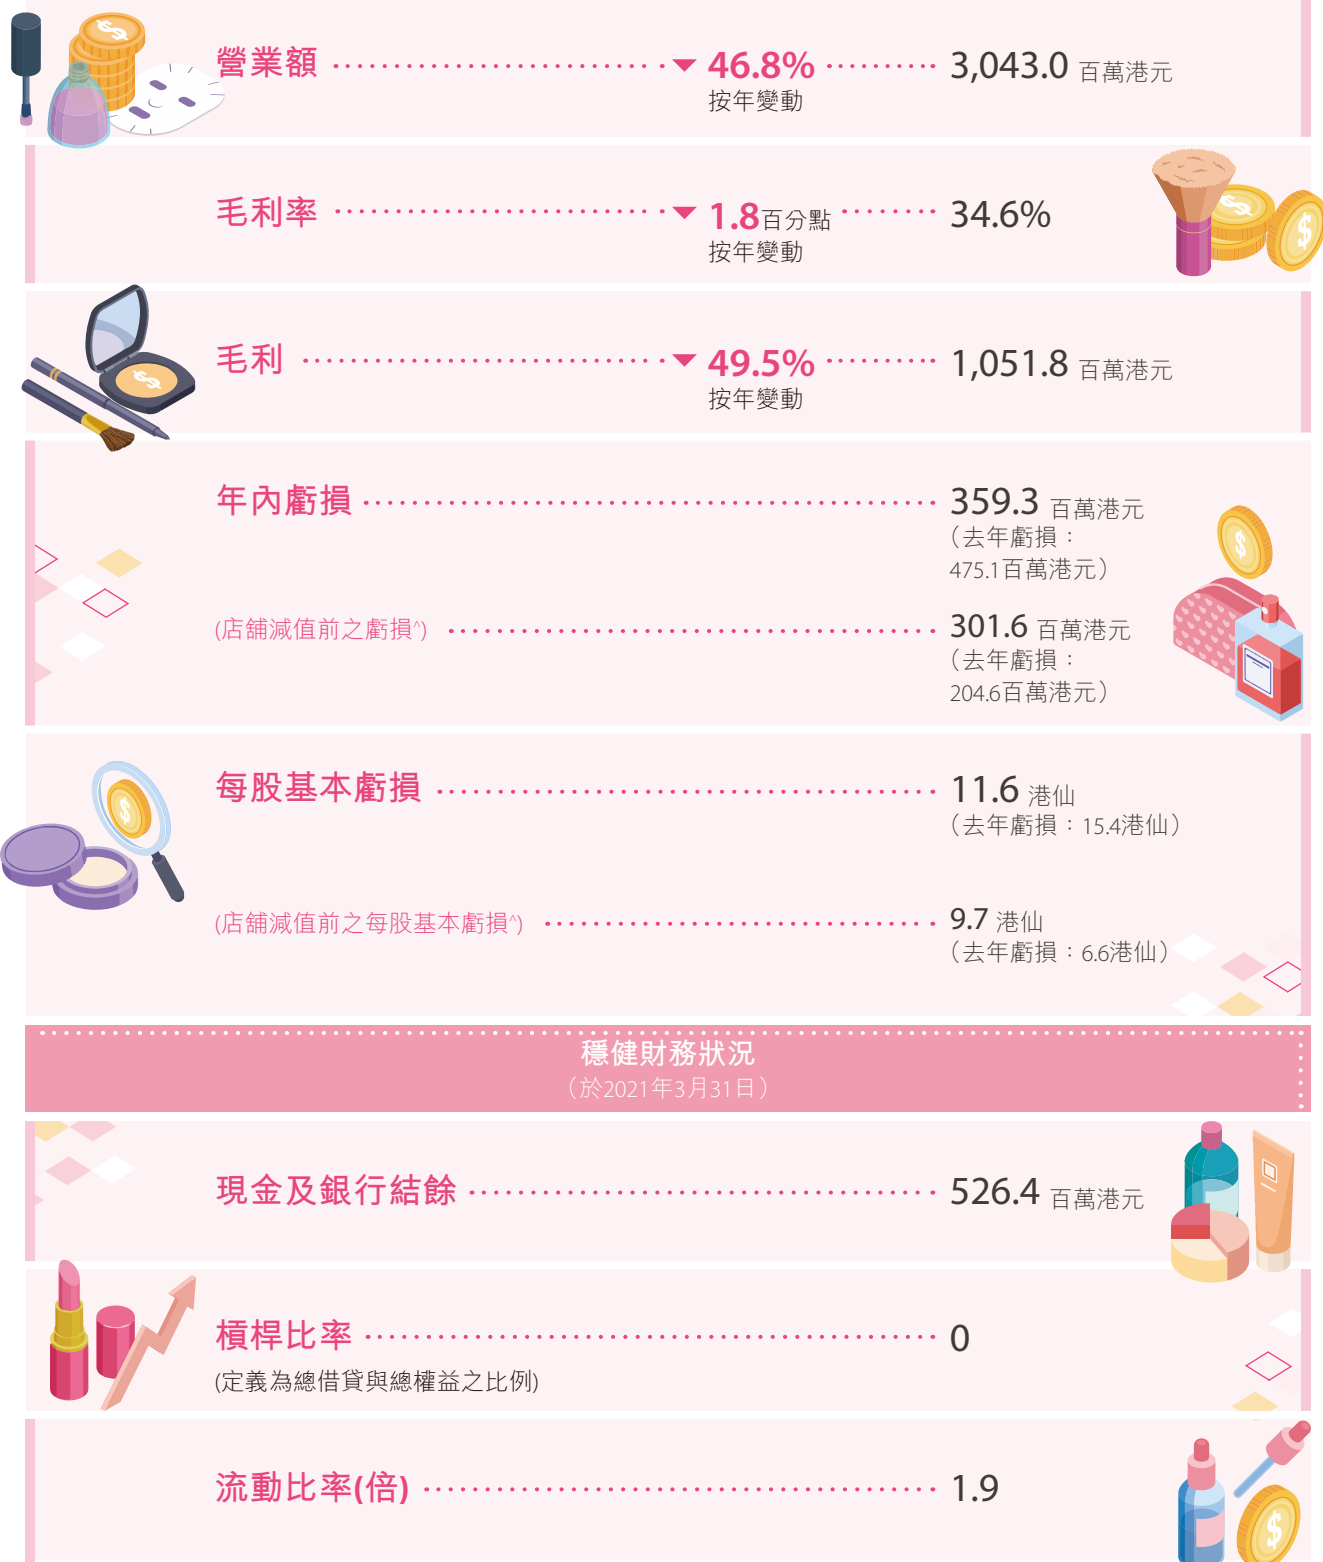 營業額 ▼ 46.8% 3,043.0 百萬港元
按年變動
毛利率 ▼ 1.8百分點 34.6%
按年變動
毛利 ▼ 49.5% 1,051.8 百萬港元
按年變動
年內虧損 359.3 百萬港元
（去年虧損：
475.1百萬港元）
(店舖減值前之虧損^) 301.6 百萬港元
（去年虧損：
204.6百萬港元）
每股基本虧損 11.6 港仙
（去年虧損：15.4港仙）
(店舖減值前之每股基本虧損^) 9.7 港仙
（去年虧損：6.6港仙）
穩健財務狀況
（於2021年3月31日）
現金及銀行結餘 526.4 百萬港元
槓桿比率 0
(定義為總借貸與總權益之比例)
流動比率(倍) 1.9